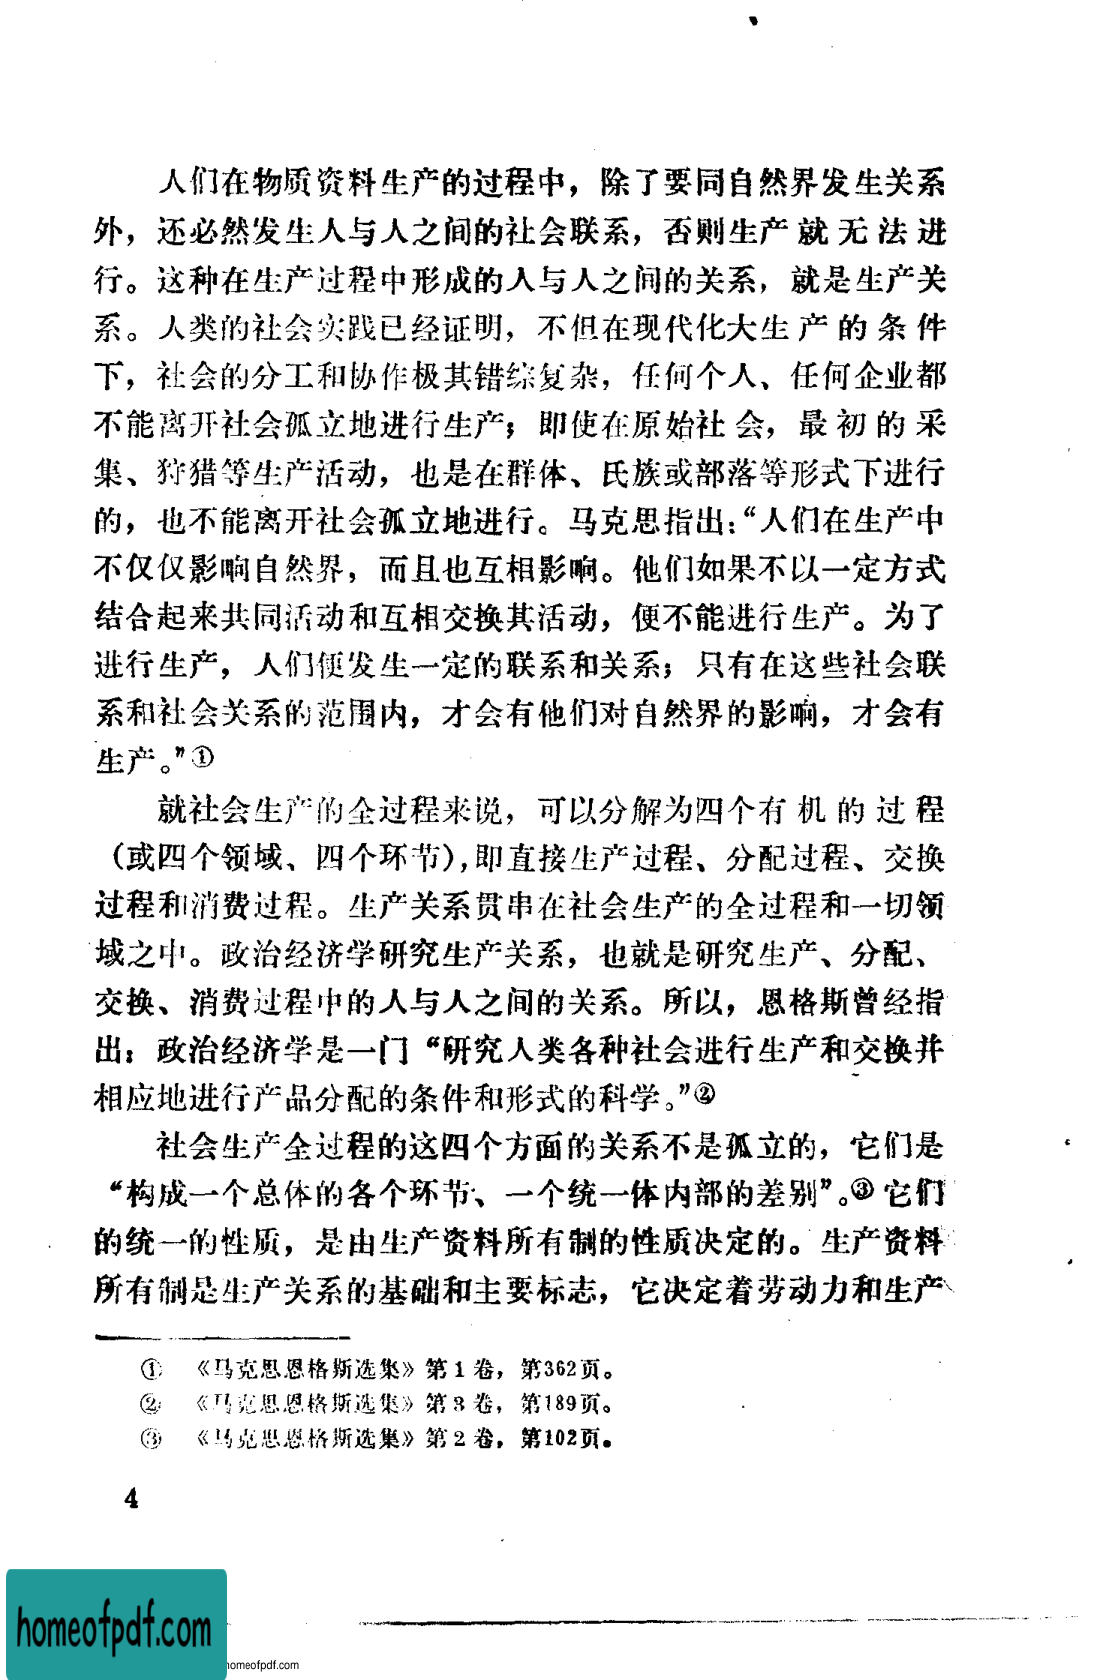 人们在物质资料生产的过程中，除了要同自然界发生关系
外，还必然发生人与人之间的社会联系，否则生产就无法进
行。这种在生产过程中形成的人与人之间的关系，就是生产关
系。人类的社会实践已经证明，不但在现代化大生产的条件
下，社会的分工和协作极其错综复杂，任何个人、任何企业都
不能离开社会孤立地进行生产；即使在原始社会，最初的采
集、狩猎等生产活动，也是在群体、氏族或部落等形式下进行
的，也不能离开社会孤立地进行。马克思指出：“人们在生产中
不仅仅影响自然界，而且也互相影响。他们如果不以一定方式
结合起来共同活动和互相交换其活动，便不能进行生产。为了
进行生产，人们便发生一定的联系和关系；只有在这些社会联
系和社会关系的范围内，才会有他们对自然界的影响，才会有
生产。”①
就社会生产的全过程来说，可以分解为四个有机的过程
（或四个领域、四个环节），即直接生产过程、分配过程、交换
过程和消费过程。生产关系贯串在社会生产的全过程和一切领
域之中。政治经济学研究生产关系，也就是研究生产、分配、
交换、消费过程中的人与人之间的关系。所以，恩格斯曾经指
出：政治经济学是一门“研究人类各种社会进行生产和交换并
相应地进行产品分配的条件和形式的科学。”②
社会生产全过程的这四个方面的关系不是孤立的，它们是
“构成一个总体的各个环节、一个统一体内部的差别”。③它们
的统一的性质，是由生产资料所有制的性质决定的。生产资料
所有制是生产关系的基础和主要标志，它决定着劳动力和生产
① 《马克思恩格斯选集》第1卷，第362页。
② 《马克思恩格斯选集》第3卷，第189页。
③ 《马克思恩格斯选集》第2卷，第102页。
4
homeofpdf.com
homeofpdf.com